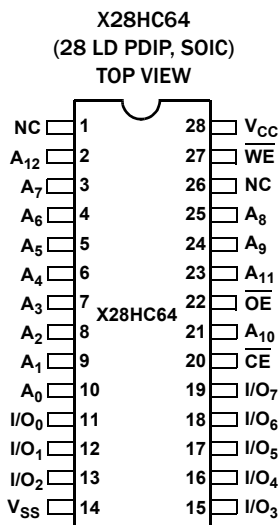 X28HC64
(28 LD PDIP, SOIC)
TOP VIEW
NC 1 28 VCC
A12 2 27 WE
A7 3 26 NC
A6 4 25 A8
A5 5 24 A9
A4 6 23 A11
A3 7 22 OE
X28HC64
A2 8 21 A10
A1 9 20 CE
A0 10 19 I/O7
I/O0 11 18 I/O6
I/O1 12 17 I/O5
I/O2 13 16 I/O4
VSS 14 15 I/O3